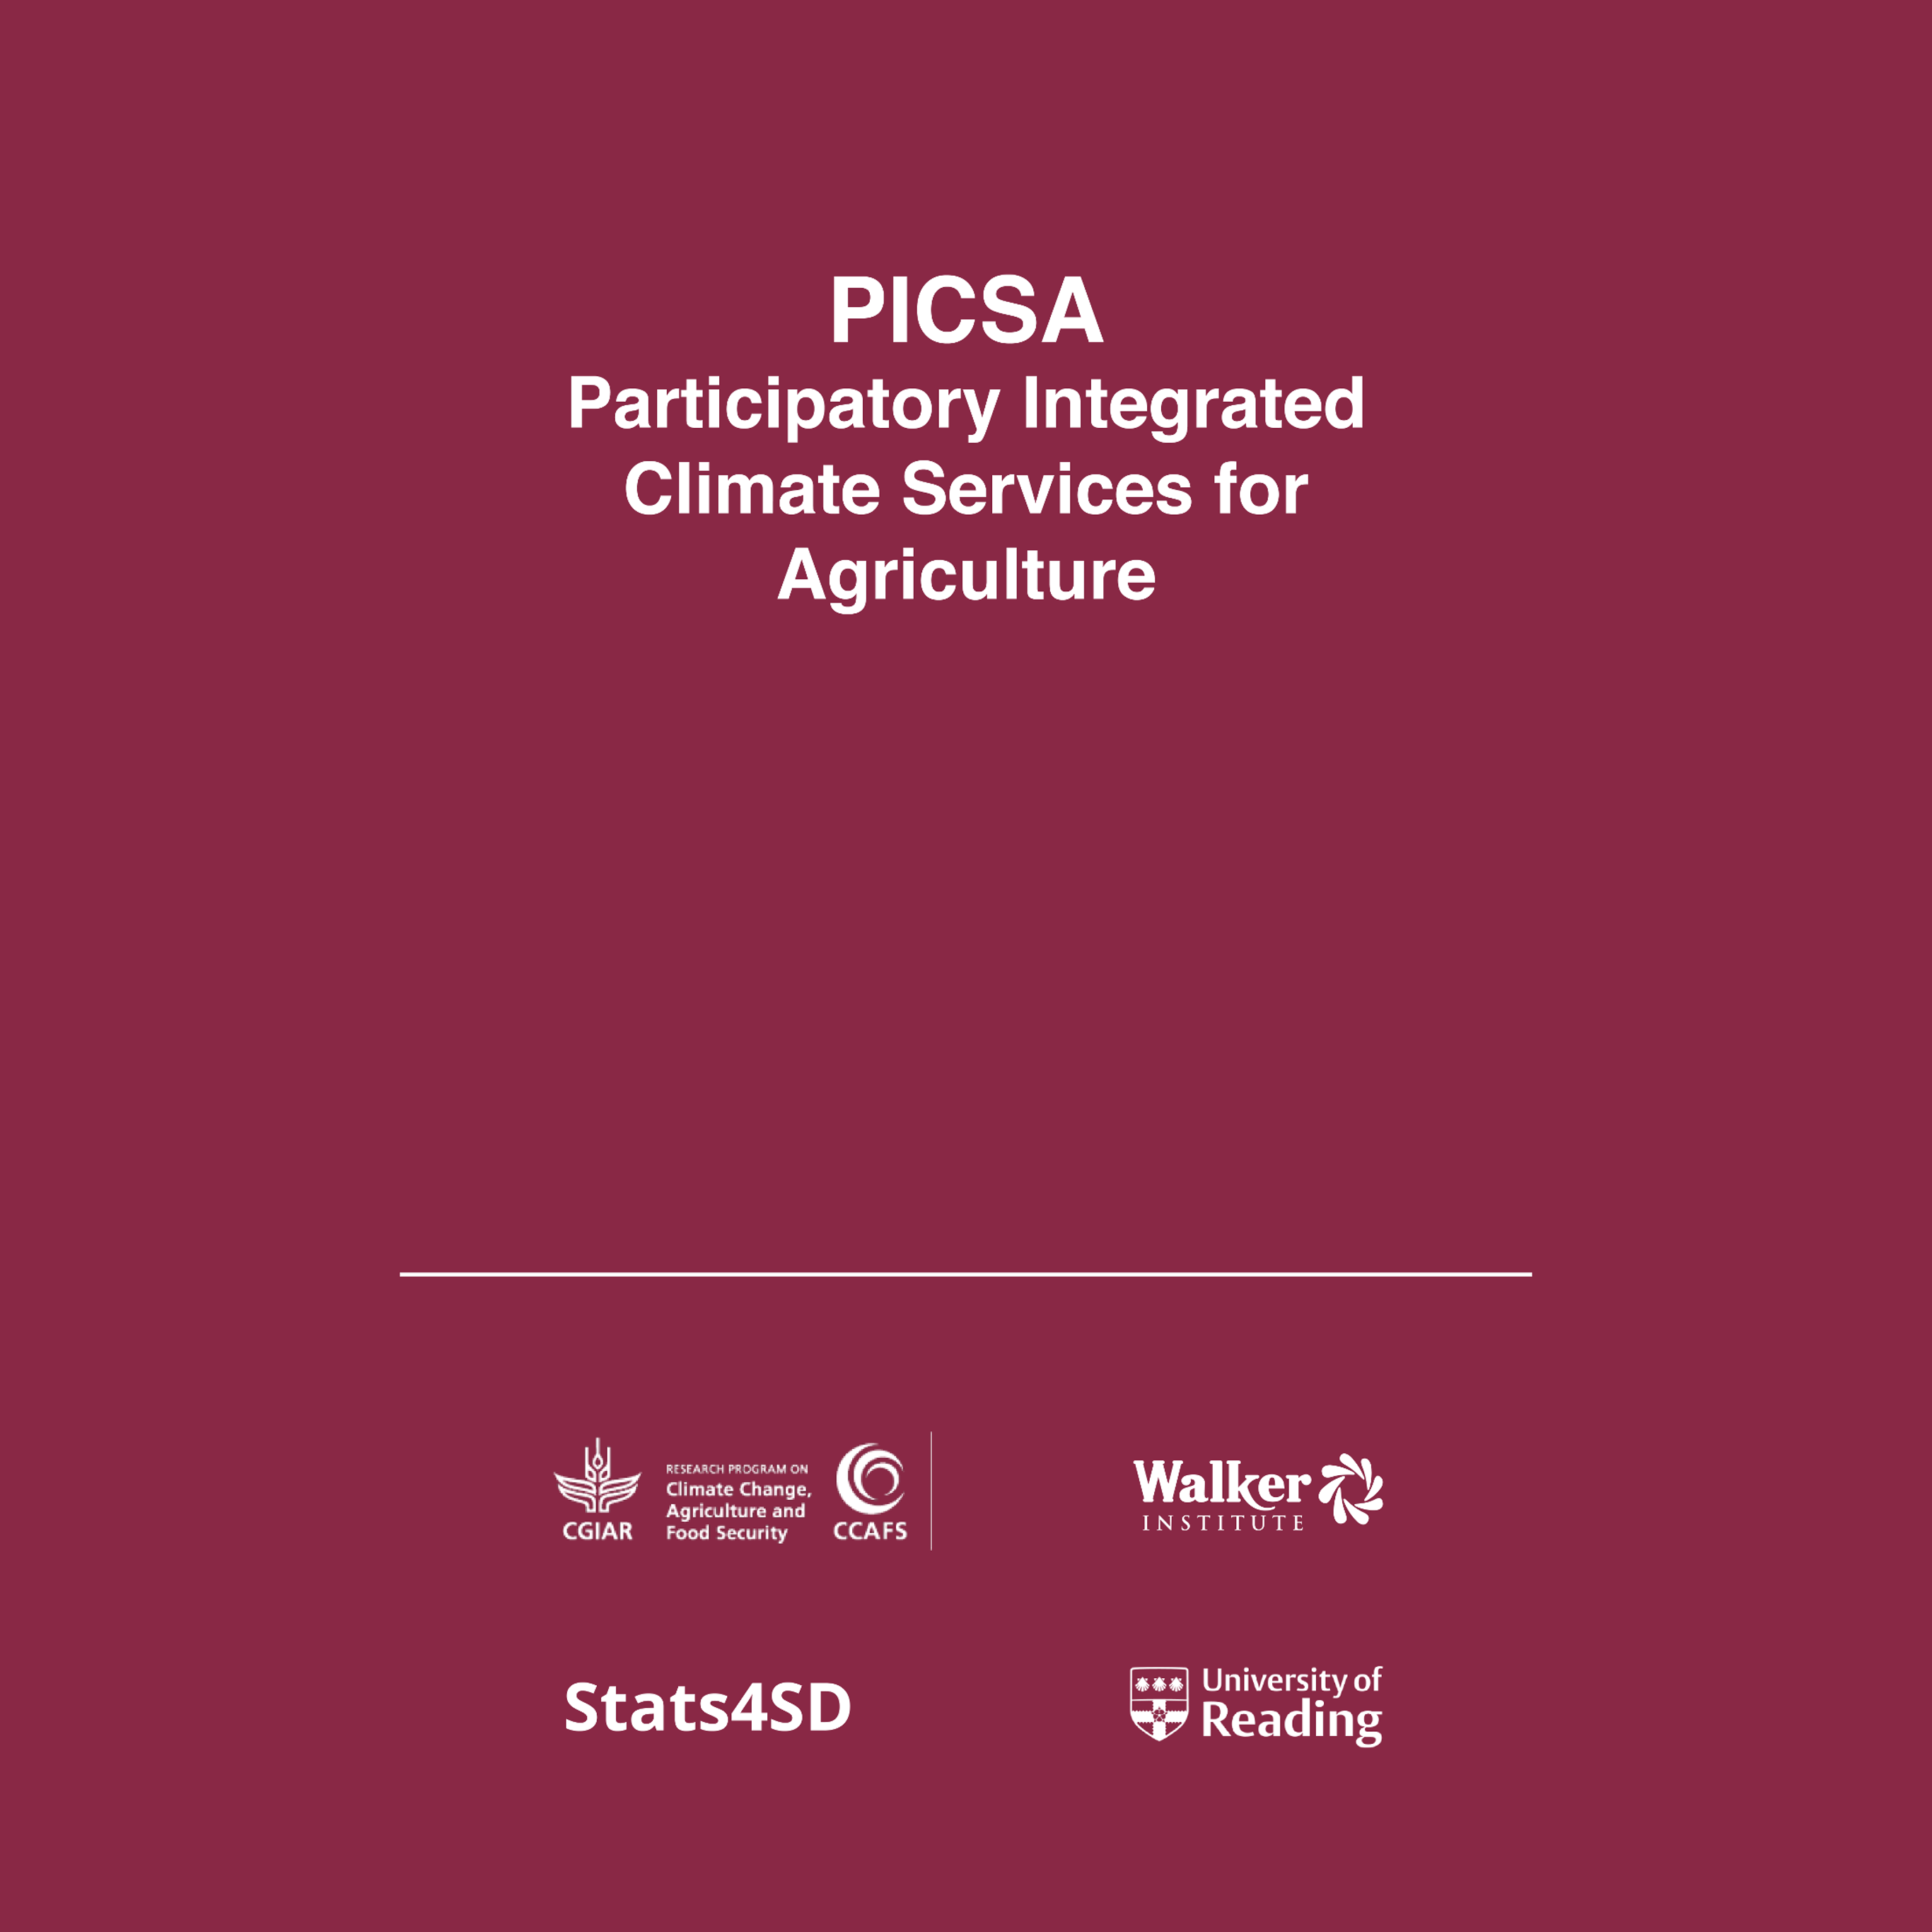 PICSA
Participatory Integrated
Climate Services for
Agriculture
CGIAR
RESEARCH PROGRAM ON
Climate Change,
Agriculture and
Food Security
CCAFS
Walker
INSTITUTE
Stats4SD
University of
Reading